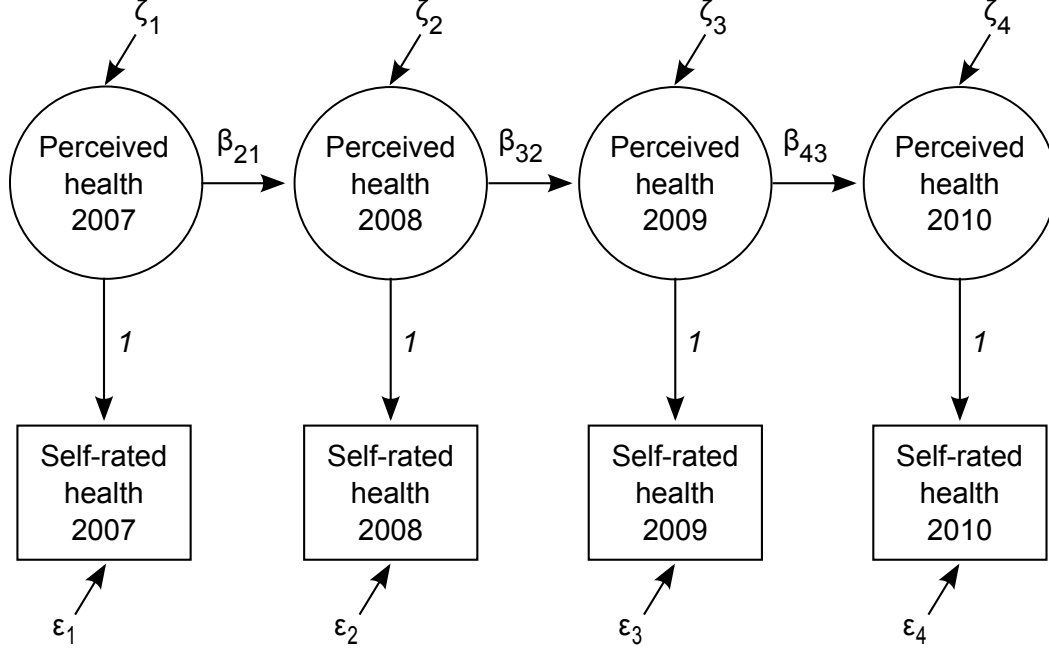 ζ1
ζ2
ζ3
ζ4
Perceived
health
2007
β21
Perceived
health
2008
β32
Perceived
health
2009
β43
Perceived
health
2010
1
1
1
1
Self-rated
health
2007
Self-rated
health
2008
Self-rated
health
2009
Self-rated
health
2010
ε1
ε2
ε3
ε4